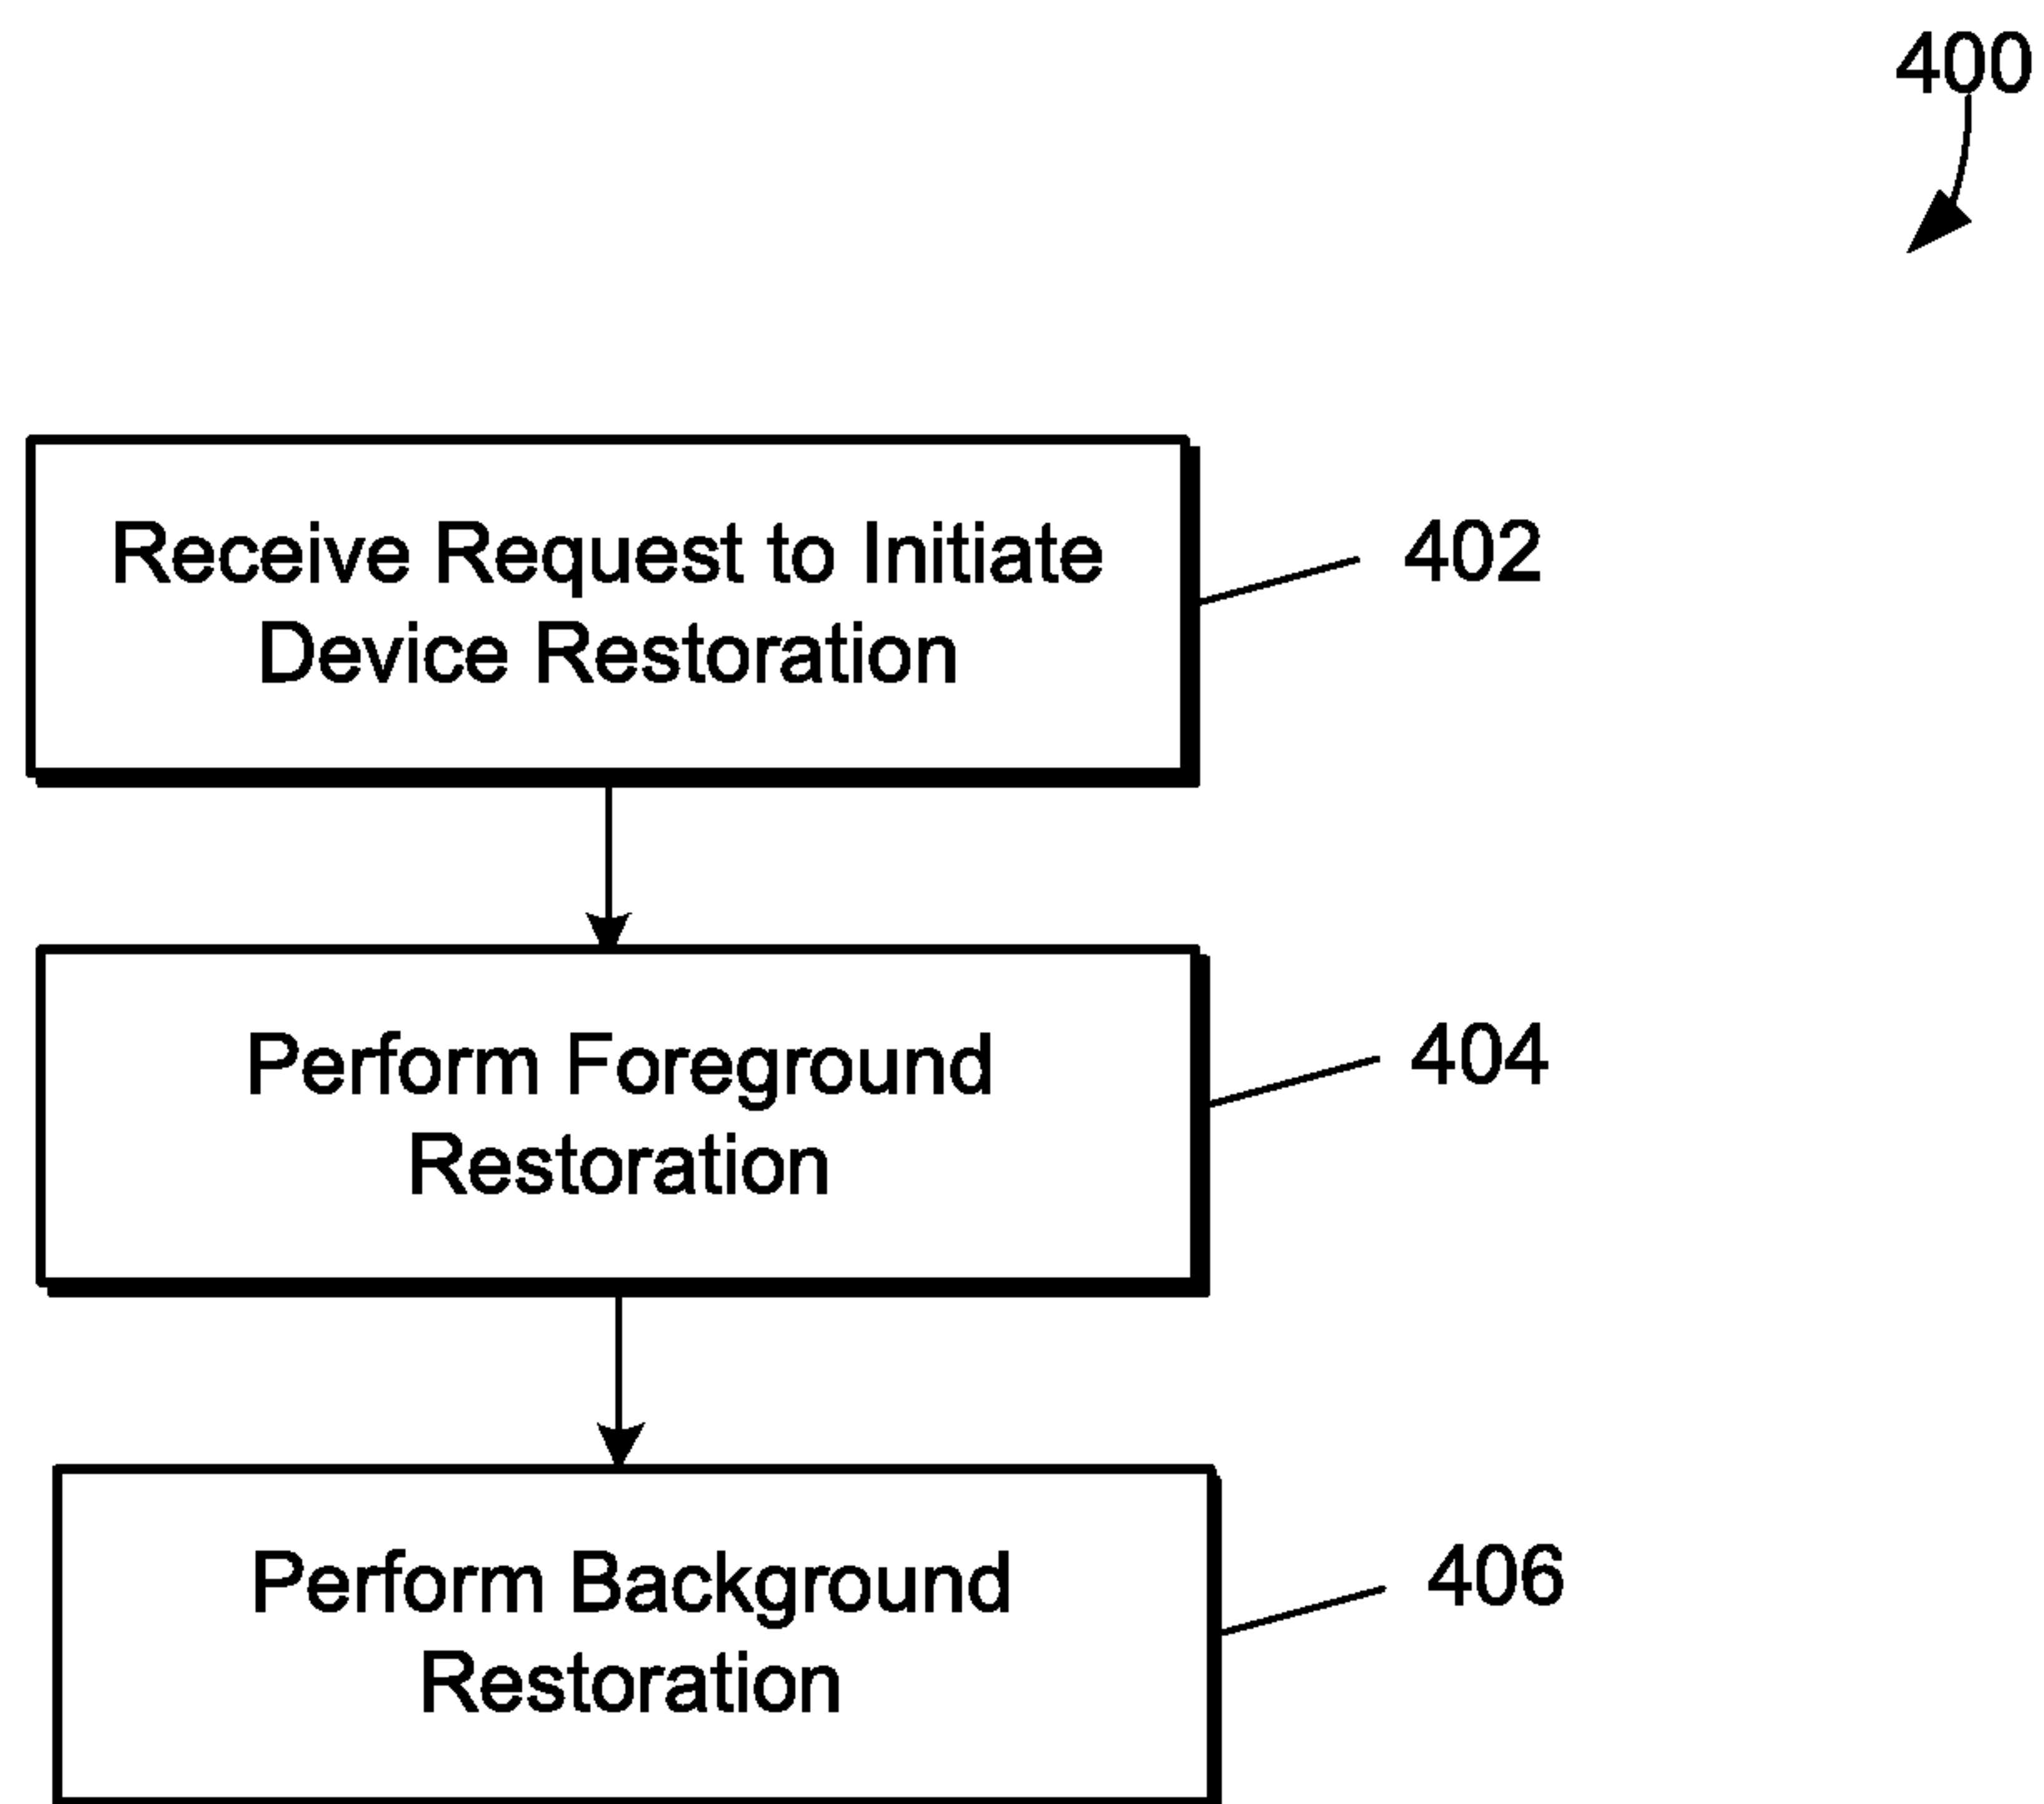 400
Receive Request to Initiate
Device Restoration
402
Perform Foreground
Restoration
404
Perform Background
Restoration
406